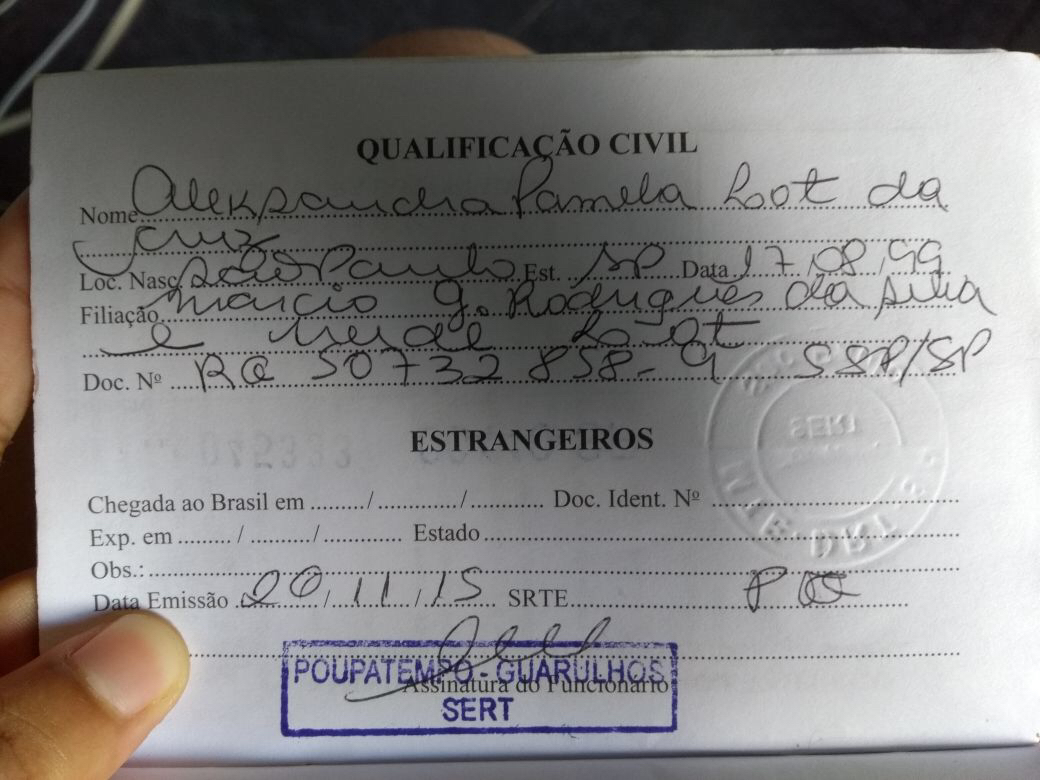 QUALIFICAÇÃO CIVIL
Nome Aleksandra Pamela Loot da
Cruz
Loc. Nasc. São Paulo Est. SP Data 17/08/99
Filiação Marcio G. Rodrigues da Silva
e Loot
Doc. Nº RG 50732858-9 SSP/SP
ESTRANGEIROS
Chegada ao Brasil em ......../............/............ Doc. Ident. Nº
Exp. em ........./.........../............. Estado
Obs.:
Data Emissão 20/11/15 SRTE
POUPATEMPO - GUARULHOS
Assinatura do Funcionário
SERT